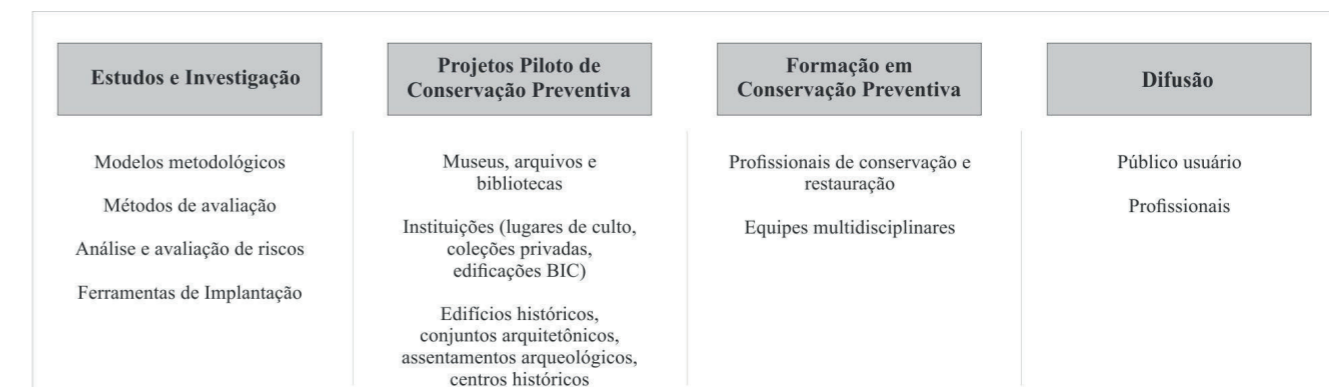 Estudos e Investigação
Modelos metodológicos
Métodos de avaliação
Análise e avaliação de riscos
Ferramentas de Implantação
Projetos Piloto de
Conservação Preventiva
Museus, arquivos e
bibliotecas
Instituições (lugares de culto,
coleções privadas,
edificações BIC)
Edifícios históricos,
conjuntos arquitetônicos,
assentamentos arqueológicos,
centros históricos
Formação em
Conservação Preventiva
Profissionais de conservação e
restauração
Equipes multidisciplinares
Difusão
Público usuário
Profissionais